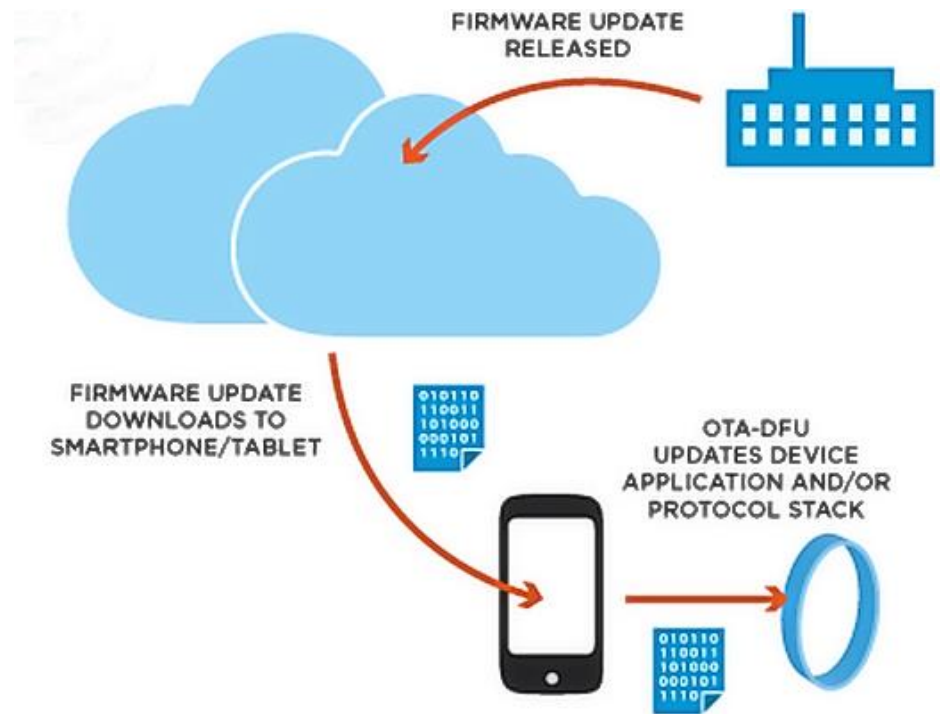 FIRMWARE UPDATE
RELEASED
FIRMWARE UPDATE
DOWNLOADS TO
SMARTPHONE/TABLET
010110
110011
101000
000101
1110
OTA-DFU
UPDATES DEVICE
APPLICATION AND/OR
PROTOCOL STACK
010110
110011
101000
000101
1110